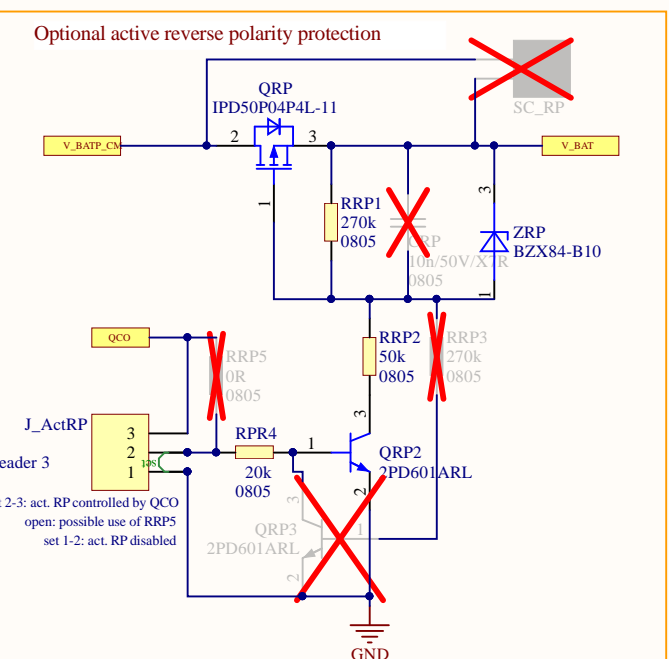 Optional active reverse polarity protection
QRP
IPD50P04P4L-11
SC_RP
V_BATP_CM
2
3
V_BAT
1
RRP1
270k
0805
CRP
10n/50V/X7R
0805
3
ZRP
BZX84-B10
1
QCO
RRP5
0R
0805
RRP2
50k
0805
RRP3
270k
0805
J_ActRP
3
2
1
set
eader 3
RPR4
20k
0805
1
3
2
QRP2
2PD601ARL
QRP3
2PD601ARL
3
1
2
2-3: act. RP controlled by QCO
open: possible use of RRP5
set 1-2: act. RP disabled
GND